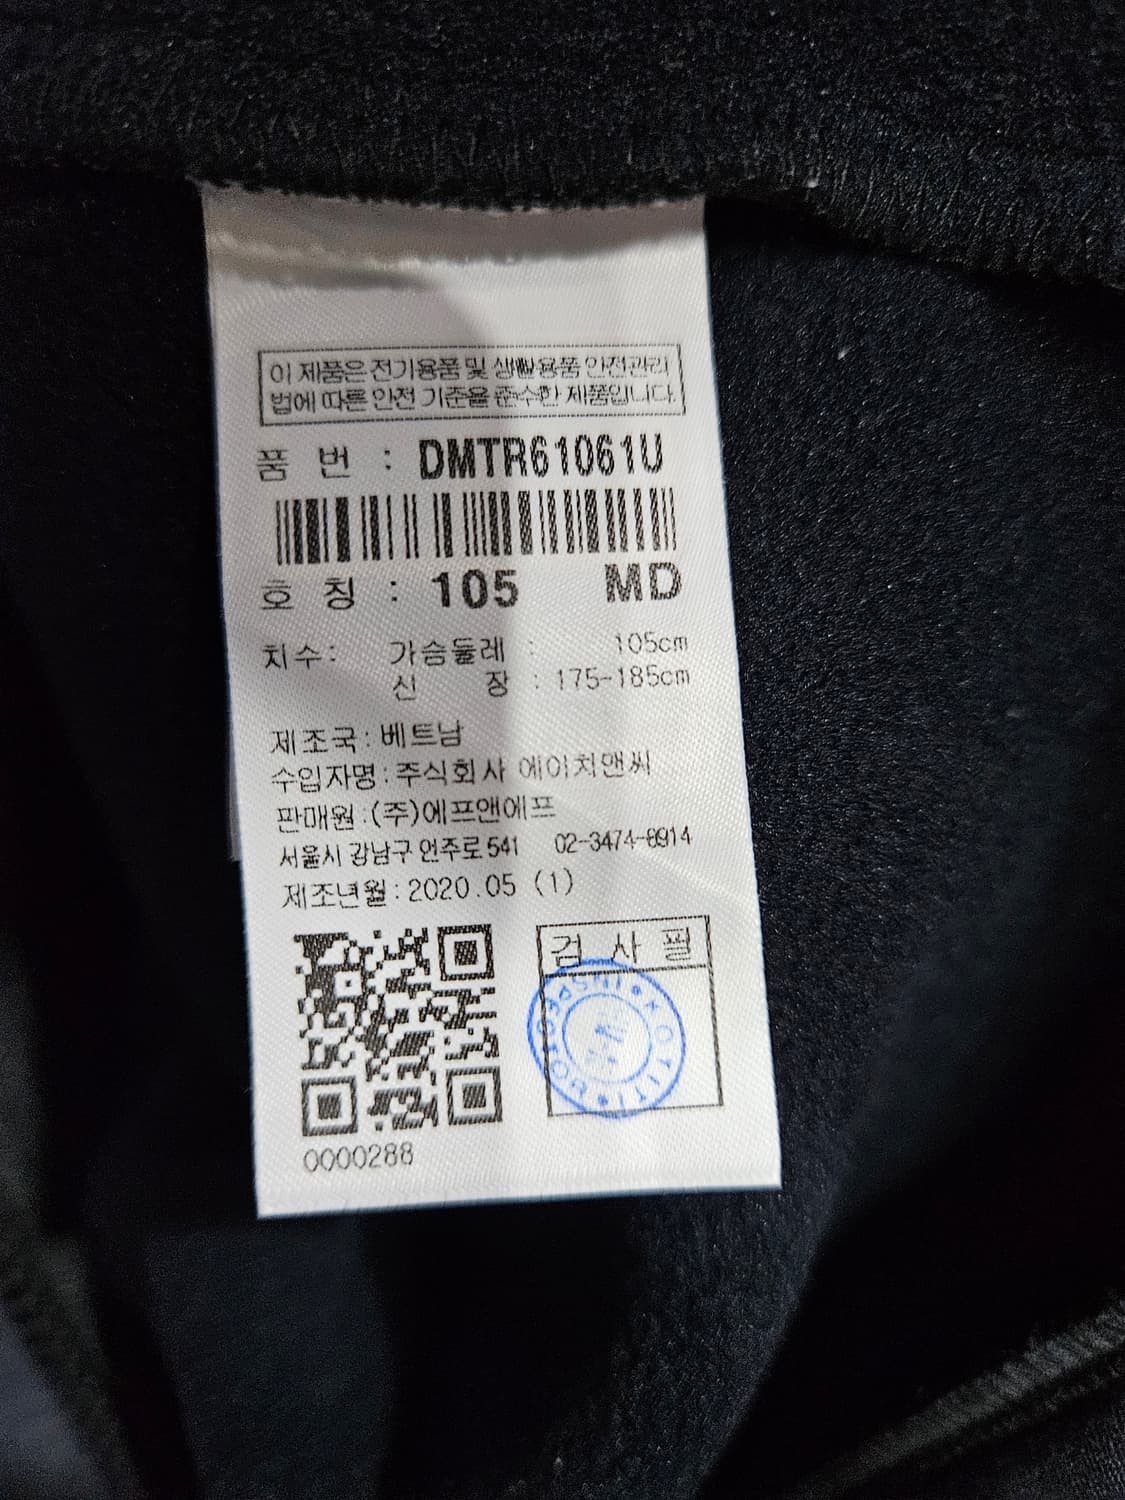 이 제품은 전기용품 및 생활용품 안전관리
법에 따른 안전 기준을 준수한 제품입니다.
품 번 : DMTR61061U
호 칭 : 105 MD
치수: 가슴둘레 : 105cm
신 장 : 175-185cm
제조국: 베트남
수입자명: 주식회사 에이치앤씨
판매원:(주)에프앤에프
서울시 강남구 언주로 541 02-3474-8914
제조년월: 2020.05 (1)
검 사 필
KOTITI INSPECTION
0000288